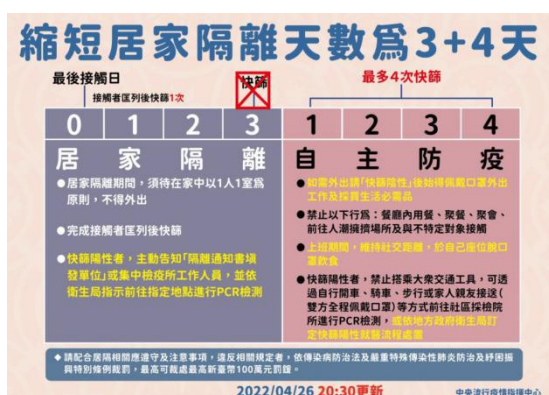 縮短居家隔離天數為3+4天
最後接觸日
接觸者匡列後快篩1次
快篩
最多4次快篩
0 1 2 3 1 2 3 4
居家隔離
自主防疫
●居家隔離期間，須待在家中以1人1室為
原則，不得外出
●完成接觸者匡列後快篩
●快篩陽性者，主動告知「隔離通知書填
發單位」或集中檢疫所工作人員，並依
衛生局指示前往指定地點進行PCR檢測
●如需外出請「快篩陰性」後始得佩戴口罩外出
工作及採買生活必需品
●禁止以下行為：餐廳內用餐、聚餐、聚會、
前往人潮擁擠場所及與不特定對象接觸
●上班期間，維持社交距離，於自己座位脫口
罩飲食
●快篩陽性者，禁止搭乘大眾交通工具，可透
過自行開車、騎車、步行或家人親友接送（
雙方全程佩戴口罩）等方式前往社區採檢院
所進行PCR檢測，或依地方政府衛生局訂
定快篩陽性就醫流程處置
◆請配合居隔相關應遵守及注意事項，違反相關規定者，依傳染病防治法及嚴重特殊傳染性肺炎防治及紓困振
興特別條例裁罰，最高可裁處最高新臺幣100萬元罰鍰。
2022/04/26 20:30更新
中央流行疫情指揮中心